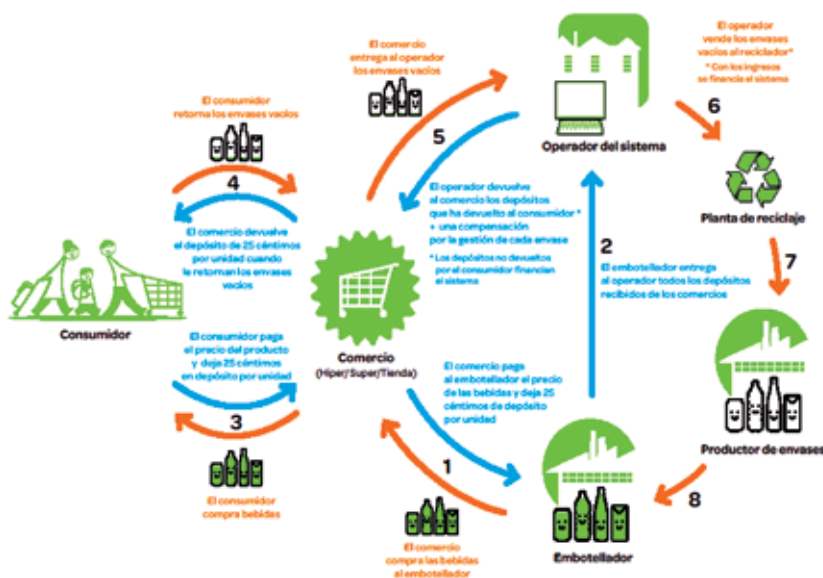 El comercio
entrega al operador
los envases vacíos
El operador
vende los envases
vacíos al reciclador*
* Con los ingresos
se financia el sistema
El consumidor
retorna los envases vacíos
6
5
Operador del sistema
4
El comercio devuelve
el depósito de 25 céntimos
por unidad cuando
le retornan los envases
vacíos
El operador devuelve
al comercio los depósitos
que ha devuelto al consumidor *
+ una compensación
por la gestión de cada envase
* Los depósitos no devueltos
por el consumidor financian
el sistema
Planta de reciclaje
2
El embotellador entrega
al operador todos los depósitos
recibidos de los comercios
7
Consumidor
El consumidor paga
el precio del producto
y deja 25 céntimos
en depósito por unidad
Comercio
(Hiper/Super/Tienda)
El comercio paga
al embotellador el precio
de las bebidas y deja 25
céntimos de depósito
por unidad
3
El consumidor
compra bebidas
1
El comercio
compra las bebidas
al embotellador
Embotellador
Productor de envases
8